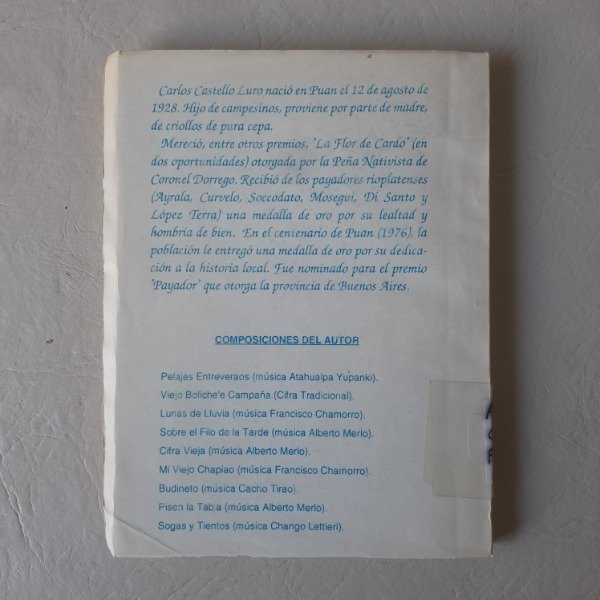 Carlos Castello Luro nació en Puan el 12 de agosto de
1928. Hijo de campesinos, proviene por parte de madre,
de criollos de pura cepa.
Mereció, entre otros premios, "La Flor de Cardo" (en
dos oportunidades) otorgada por la Peña Nativista de
Coronel Dorrego. Recibió de los payadores rioplatenses
(Ayrala, Curvelo, Soccodato, Mosegui, Di Santo y
López Terra) una medalla de oro por su lealtad y
hombría de bien. En el centenario de Puan (1976), la
población le entregó una medalla de oro por su dedica-
ción a la historia local. Fue nominado para el premio
"Payador" que otorga la provincia de Buenos Aires.
COMPOSICIONES DEL AUTOR
Pelajes Entreveraos (música Atahualpa Yupanki).
Viejo Boliche'e Campaña (Cifra Tradicional).
Lunas de Lluvia (música Francisco Chamorro).
Sobre el Filo de la Tarde (música Alberto Merlo).
Cifra Vieja (música Alberto Merlo).
Mi Viejo Chapiao (música Francisco Chamorro).
Budineto (música Cacho Tirao).
Pisen la Tabla (música Alberto Merlo).
Sogas y Tientos (música Chango Lettieri).